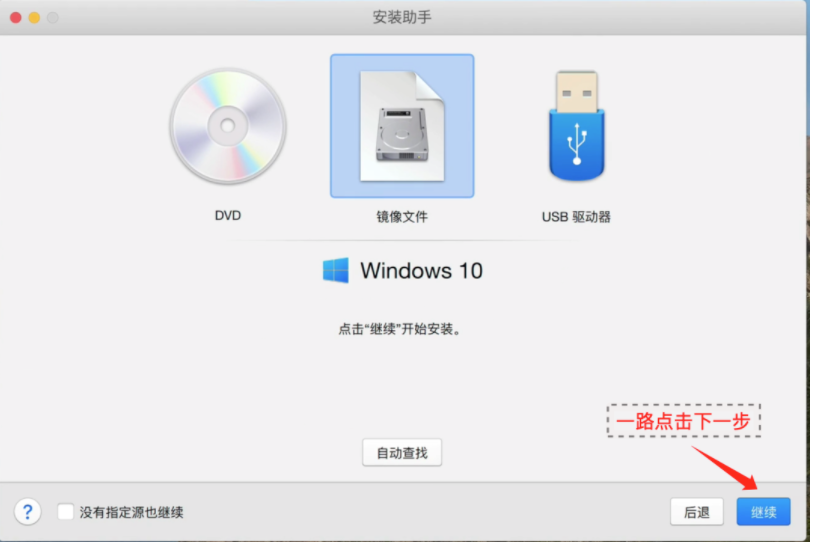 安装助手
DVD
镜像文件
USB 驱动器
Windows 10
点击“继续”开始安装。
一路点击下一步
自动查找
?
没有指定源也继续
后退
继续